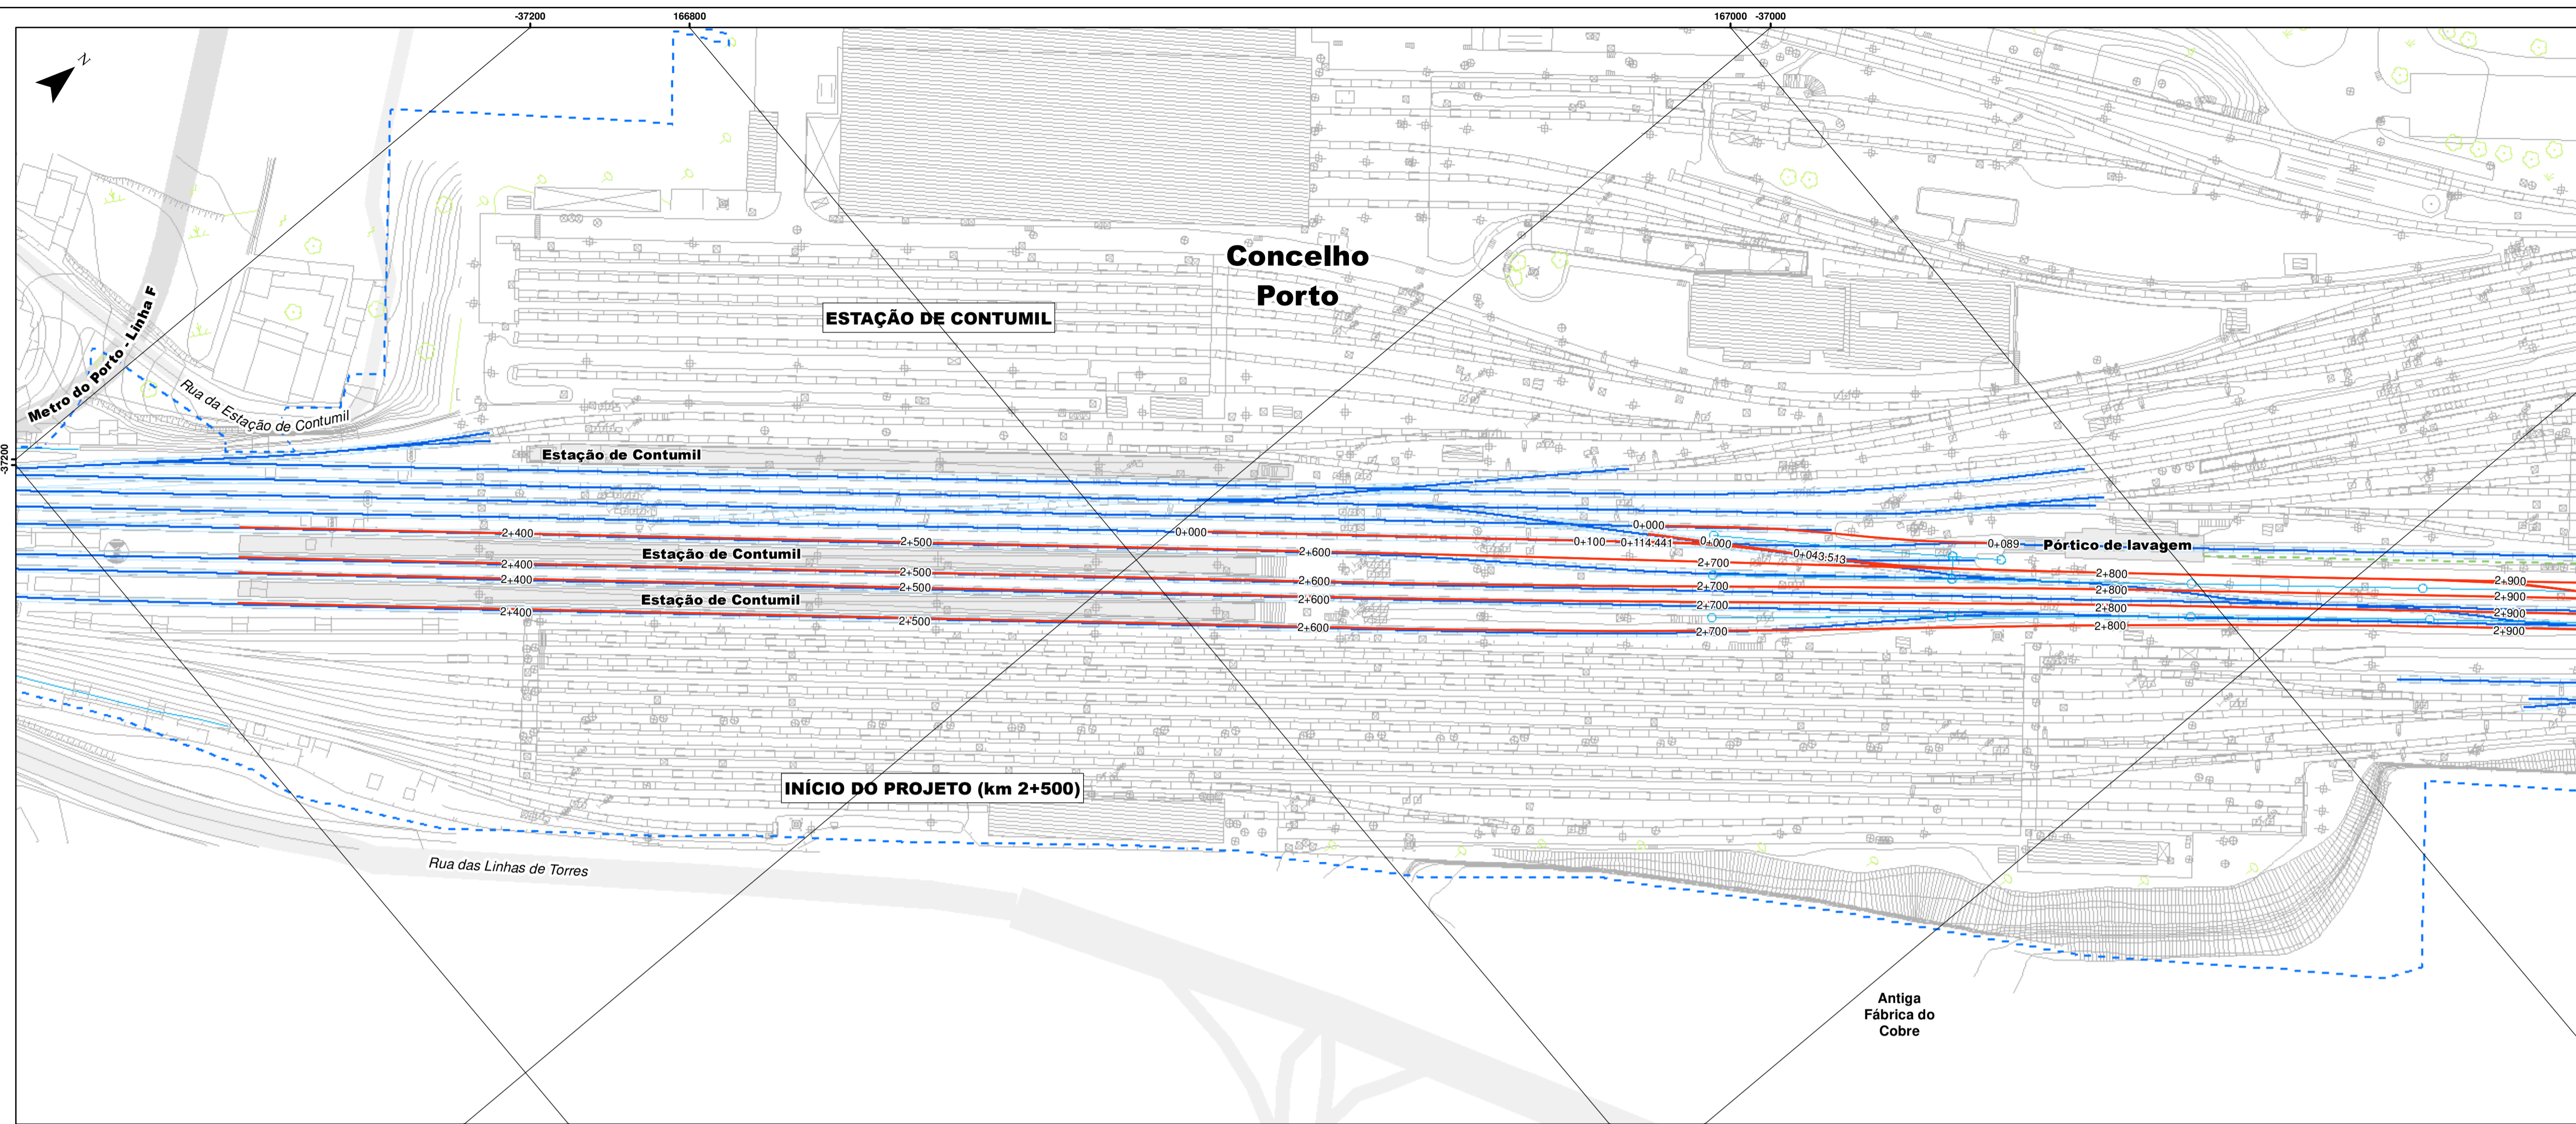 -37200
166800
167000
-37000
N
Concelho
Porto
ESTAÇÃO DE CONTUMIL
Metro do Porto - Linha F
Rua da Estação de Contumil
-37200
Estação de Contumil
0+000
2+400
0+000
2+500
0+100
0+114.441
0+000
0+089
Pórtico de lavagem
Estação de Contumil
2+600
0+043.513
2+400
2+500
2+700
2+800
2+400
2+500
2+600
2+700
2+800
2+900
Estação de Contumil
2+600
2+700
2+800
2+900
2+400
2+500
2+600
2+700
2+800
2+900
2+900
INÍCIO DO PROJETO (km 2+500)
Rua das Linhas de Torres
Antiga
Fábrica do
Cobre